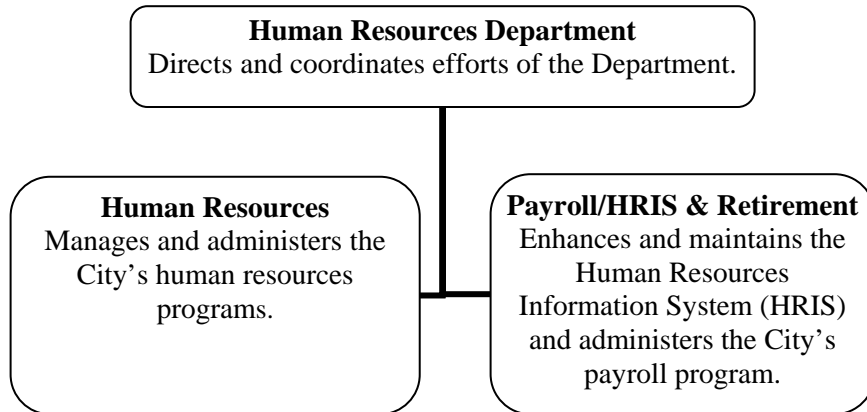 Human Resources Department
Directs and coordinates efforts of the Department.
Human Resources
Manages and administers the
City’s human resources
programs.
Payroll/HRIS & Retirement
Enhances and maintains the
Human Resources
Information System (HRIS)
and administers the City’s
payroll program.